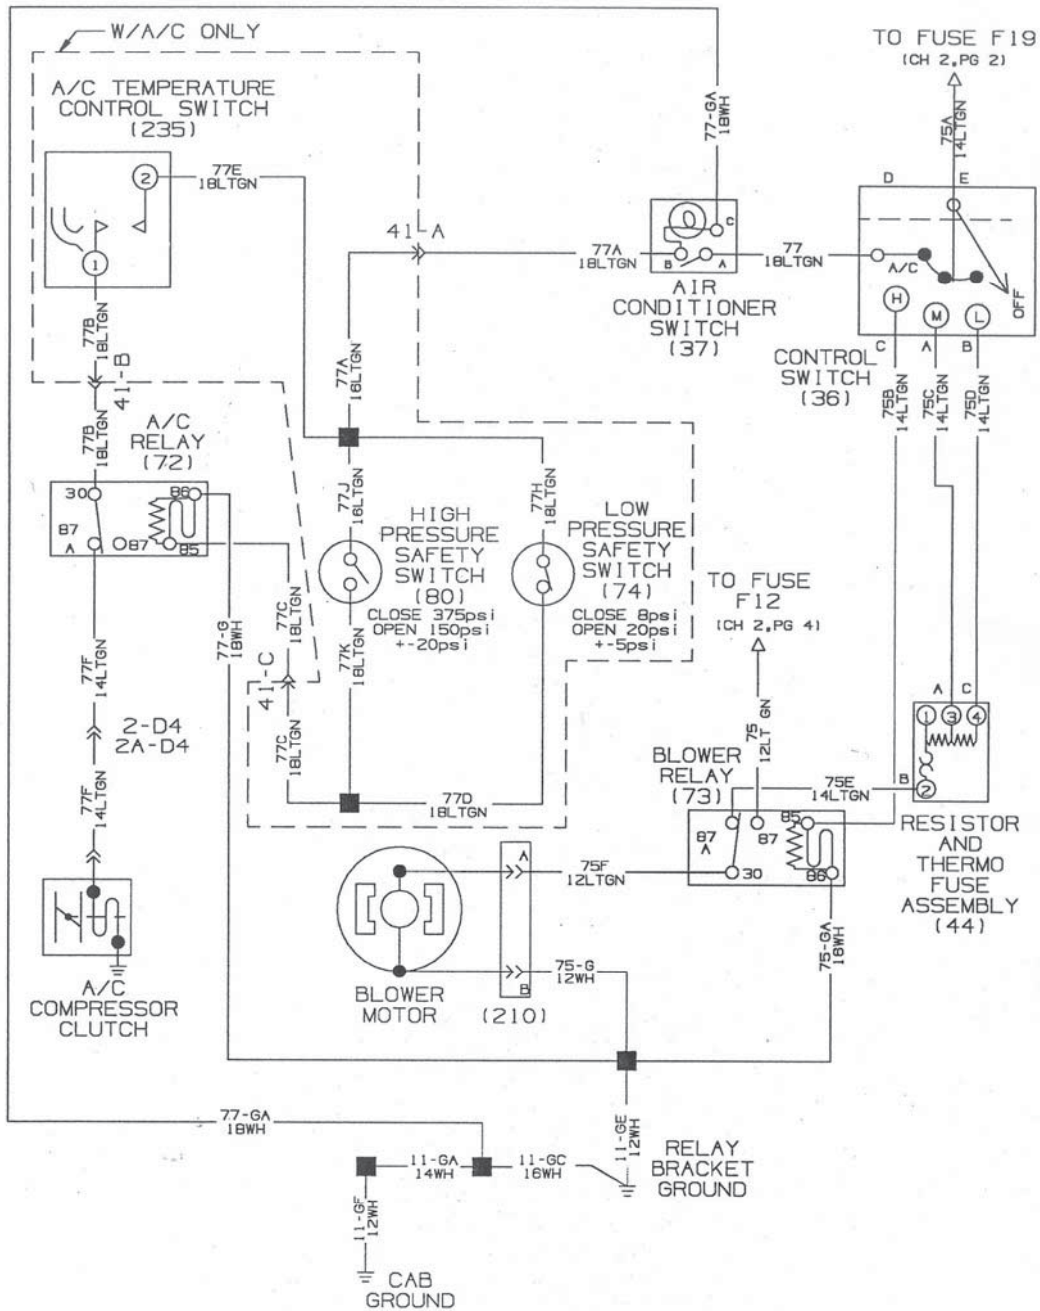 W/A/C ONLY
TO FUSE F19
(CH 2,PG 2)
A/C TEMPERATURE
CONTROL SWITCH
(235)
77-GA
18WH
75A
14LTGN
D
E
2
77E
18LTGN
1
41-A
77A
18LTGN
C
B
A
77
18LTGN
A/C
OFF
H
M
L
AIR
CONDITIONER
SWITCH
(37)
C
A
B
CONTROL
SWITCH
(36)
77B
18LTGN
41-B
77A
16LTGN
75B
14LTGN
75C
14LTGN
75D
14LTGN
77B
18LTGN
A/C
RELAY
(72)
30
86
87
A
87
85
77J
16LTGN
HIGH
PRESSURE
SAFETY
SWITCH
(80)
CLOSE 375psi
OPEN 150psi
+-20psi
77H
18LTGN
LOW
PRESSURE
SAFETY
SWITCH
(74)
CLOSE 8psi
OPEN 20psi
+-5psi
TO FUSE
F12
(CH 2,PG 4)
77-G
18WH
77C
18LTGN
77K
18LTGN
77F
14LTGN
41-C
2-D4
2A-D4
77C
18LTGN
75
12LT GN
A
C
1
3
4
B
2
BLOWER
RELAY
(73)
75E
14LTGN
77F
14LTGN
77D
18LTGN
87
A
87
85
30
86
RESISTOR
AND
THERMO
FUSE
ASSEMBLY
(44)
A
75F
12LTGN
75-GA
18WH
75-G
12WH
B
A/C
COMPRESSOR
CLUTCH
BLOWER
MOTOR
(210)
77-GA
18WH
11-GE
12WH
RELAY
BRACKET
GROUND
11-GA
14WH
11-GC
16WH
11-GF
12WH
CAB
GROUND